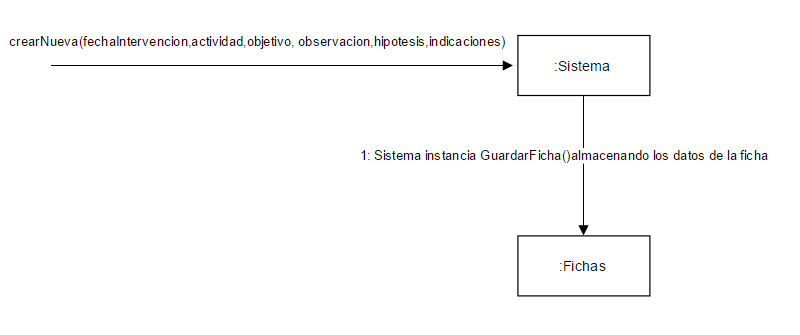 crearNueva(fechaIntervencion,actividad,objetivo, observacion,hipotesis,indicaciones)
:Sistema
1: Sistema instancia GuardarFicha()almacenando los datos de la ficha
:Fichas